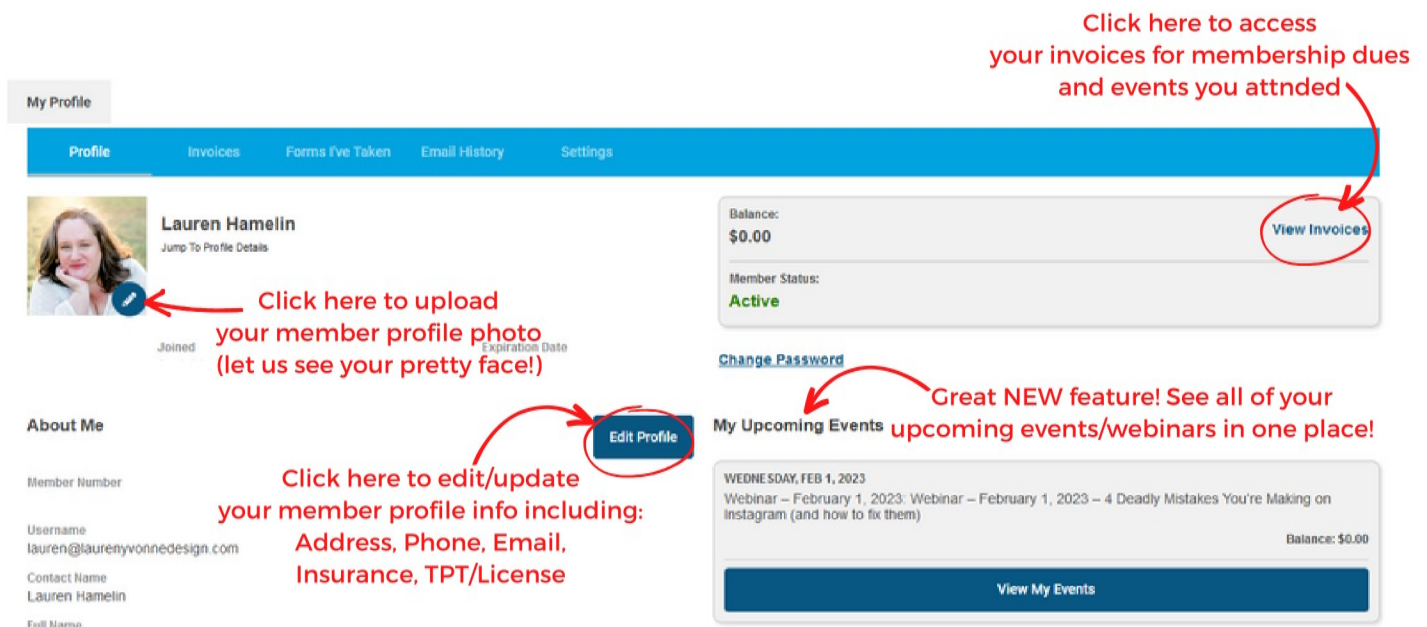 Click here to access
your invoices for membership dues
and events you attnded
My Profile
Profile Invoices Forms I've Taken Email History Settings
Lauren Hamelin
Jump To Profile Details
Balance:
$0.00
View Invoices
Member Status:
Active
Click here to upload
your member profile photo
(let us see your pretty face!)
Joined
Expiration Date
Change Password
Great NEW feature! See all of your
upcoming events/webinars in one place!
About Me
Edit Profile
Click here to edit/update
your member profile info including:
Address, Phone, Email,
Insurance, TPT/License
Member Number
Username
lauren@laurenyvonnedesign.com
Contact Name
Lauren Hamelin
Full Name
My Upcoming Events
WEDNESDAY, FEB 1, 2023
Webinar – February 1, 2023: Webinar – February 1, 2023 – 4 Deadly Mistakes You're Making on
Instagram (and how to fix them)
Balance: $0.00
View My Events